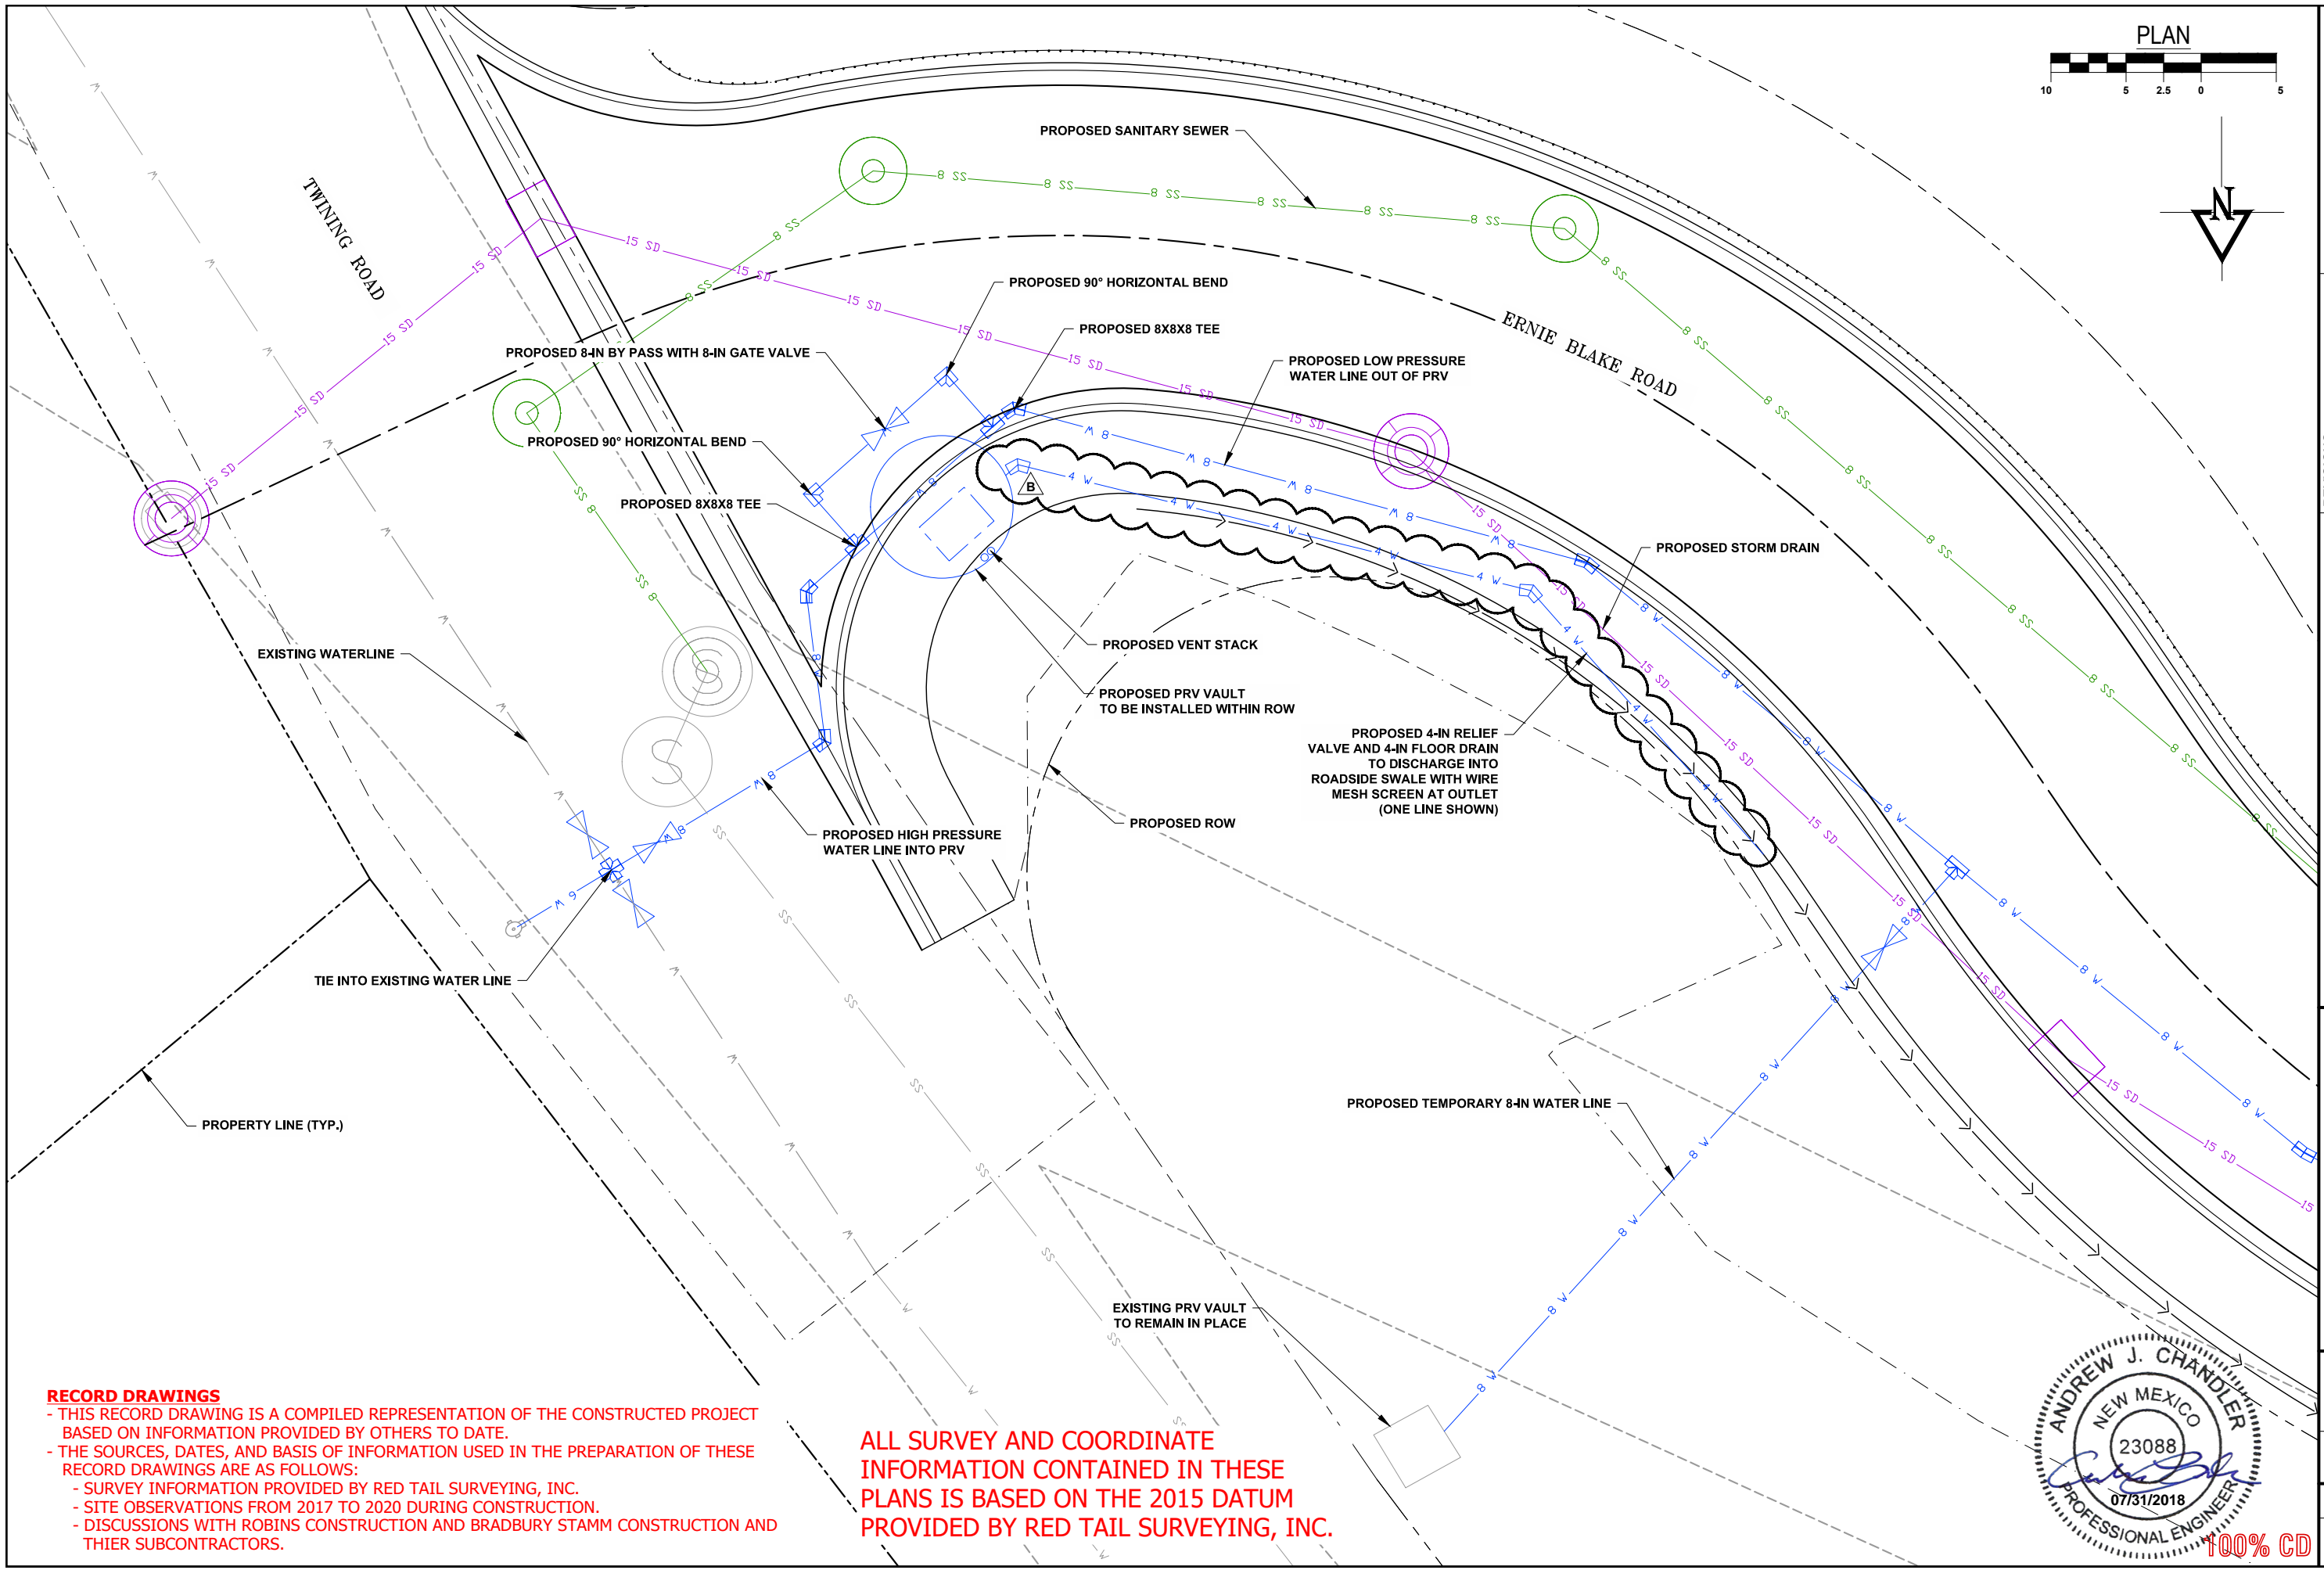 PLAN
10 5 2.5 0 5
N
PROPOSED SANITARY SEWER
TWINING ROAD
PROPOSED 90° HORIZONTAL BEND
PROPOSED 8X8X8 TEE
PROPOSED 8-IN BY PASS WITH 8-IN GATE VALVE
PROPOSED LOW PRESSURE
WATER LINE OUT OF PRV
ERNIE BLAKE ROAD
PROPOSED 90° HORIZONTAL BEND
PROPOSED 8X8X8 TEE
B
PROPOSED STORM DRAIN
EXISTING WATERLINE
PROPOSED VENT STACK
PROPOSED PRV VAULT
TO BE INSTALLED WITHIN ROW
PROPOSED 4-IN RELIEF
VALVE AND 4-IN FLOOR DRAIN
TO DISCHARGE INTO
ROADSIDE SWALE WITH WIRE
MESH SCREEN AT OUTLET
(ONE LINE SHOWN)
PROPOSED ROW
PROPOSED HIGH PRESSURE
WATER LINE INTO PRV
TIE INTO EXISTING WATER LINE
PROPERTY LINE (TYP.)
PROPOSED TEMPORARY 8-IN WATER LINE
EXISTING PRV VAULT
TO REMAIN IN PLACE
8 SS
15 SD
8 W
4 W
6 W
W
SS
S
RECORD DRAWINGS
- THIS RECORD DRAWING IS A COMPILED REPRESENTATION OF THE CONSTRUCTED PROJECT
BASED ON INFORMATION PROVIDED BY OTHERS TO DATE.
- THE SOURCES, DATES, AND BASIS OF INFORMATION USED IN THE PREPARATION OF THESE
RECORD DRAWINGS ARE AS FOLLOWS:
- SURVEY INFORMATION PROVIDED BY RED TAIL SURVEYING, INC.
- SITE OBSERVATIONS FROM 2017 TO 2020 DURING CONSTRUCTION.
- DISCUSSIONS WITH ROBINS CONSTRUCTION AND BRADBURY STAMM CONSTRUCTION AND
THIER SUBCONTRACTORS.
ALL SURVEY AND COORDINATE
INFORMATION CONTAINED IN THESE
PLANS IS BASED ON THE 2015 DATUM
PROVIDED BY RED TAIL SURVEYING, INC.
ANDREW J. CHANDLER
NEW MEXICO
23088
07/31/2018
PROFESSIONAL ENGINEER
100% CD